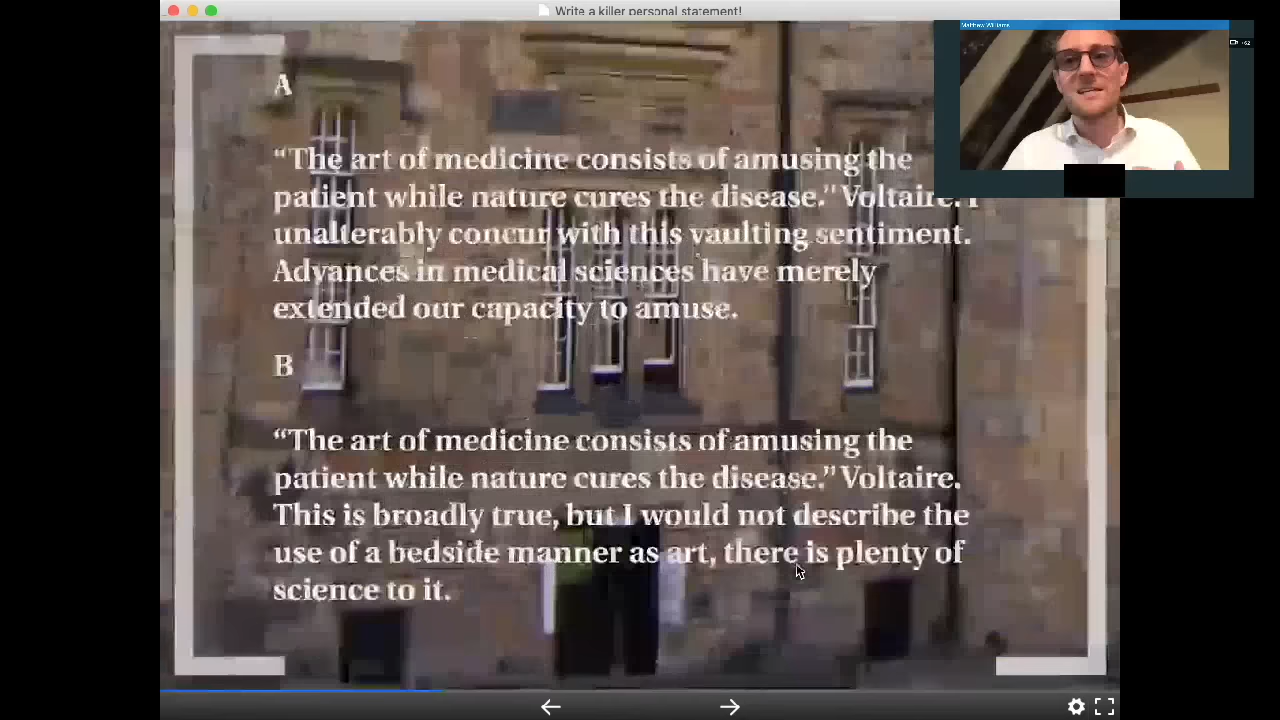 Write a killer personal statement!
Matthew Williams
+62
A
“The art of medicine consists of amusing the
patient while nature cures the disease.” Voltaire. I
unalterably concur with this vaulting sentiment.
Advances in medical sciences have merely
extended our capacity to amuse.
B
“The art of medicine consists of amusing the
patient while nature cures the disease.” Voltaire.
This is broadly true, but I would not describe the
use of a bedside manner as art, there is plenty of
science to it.